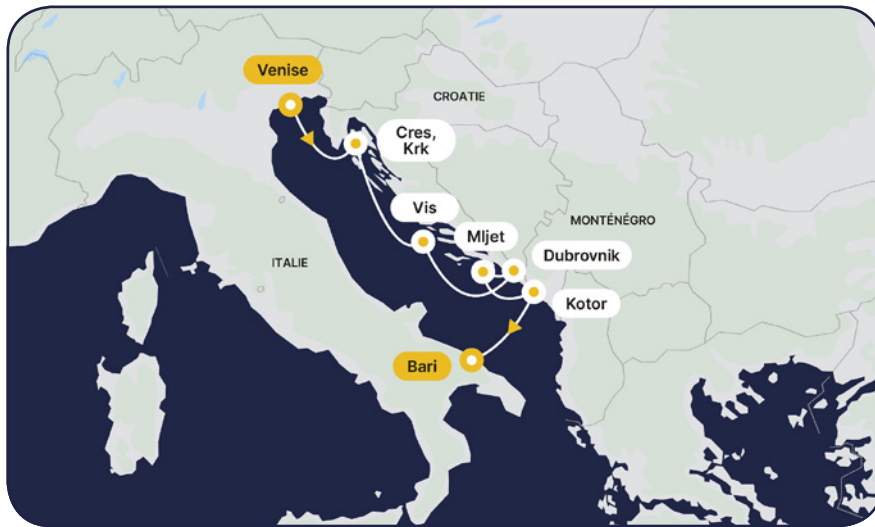 Venise
CROATIE
Cres,
Krk
Vis
MONTÉNÉGRO
Mljet
Dubrovnik
ITALIE
Kotor
Bari